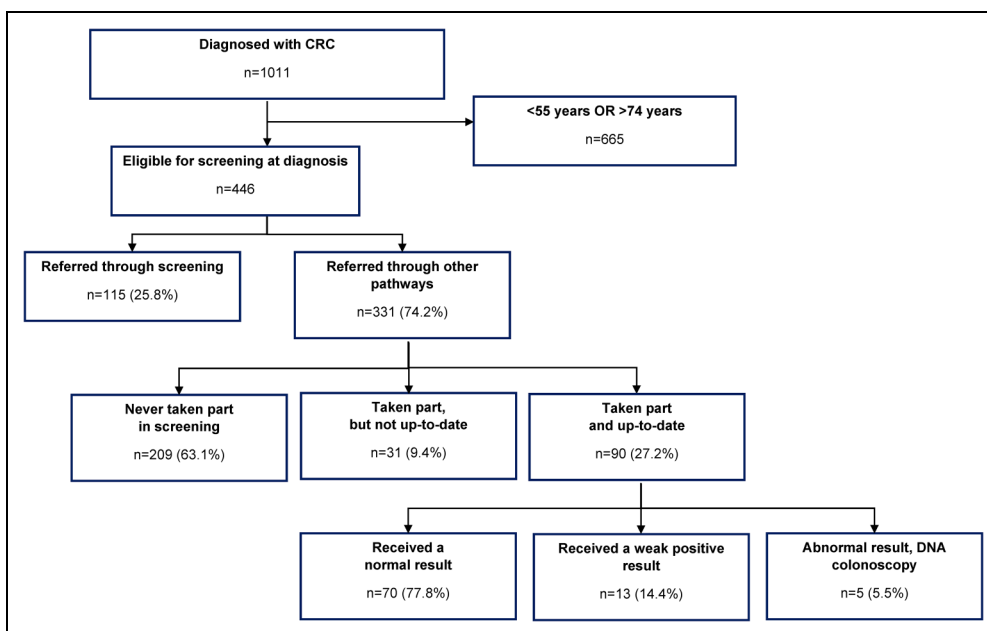 Diagnosed with CRC
n=1011
<55 years OR >74 years
n=665
Eligible for screening at diagnosis
n=446
Referred through screening
n=115 (25.8%)
Referred through other
pathways
n=331 (74.2%)
Never taken part
in screening
n=209 (63.1%)
Taken part,
but not up-to-date
n=31 (9.4%)
Taken part
and up-to-date
n=90 (27.2%)
Received a
normal result
n=70 (77.8%)
Received a weak positive
result
n=13 (14.4%)
Abnormal result, DNA
colonoscopy
n=5 (5.5%)